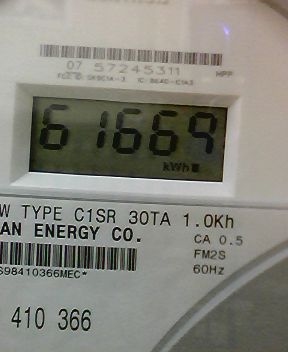 07 57245311 HPP
61669
kWh
W TYPE C1SR 30TA 1.0Kh
AN ENERGY CO.
CA 0.5
FM2S
S98410366MEC*
60Hz
410 366